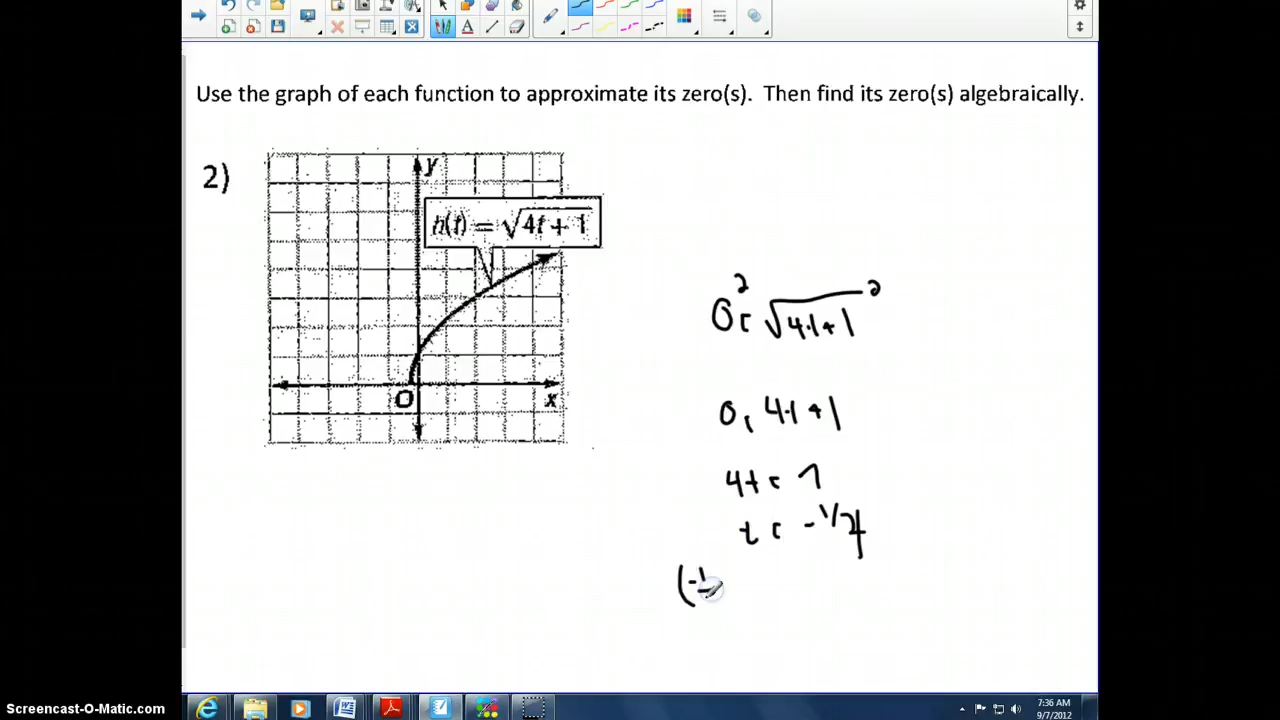 Use the graph of each function to approximate its zero(s). Then find its zero(s) algebraically.
2)
y
h(t) = √4t + 1
0² = √4t + 1²
0 = 4t + 1
4t = 1
t = -1/4
(-1
O
x
Screencast-O-Matic.com
7:36 AM
9/7/2012